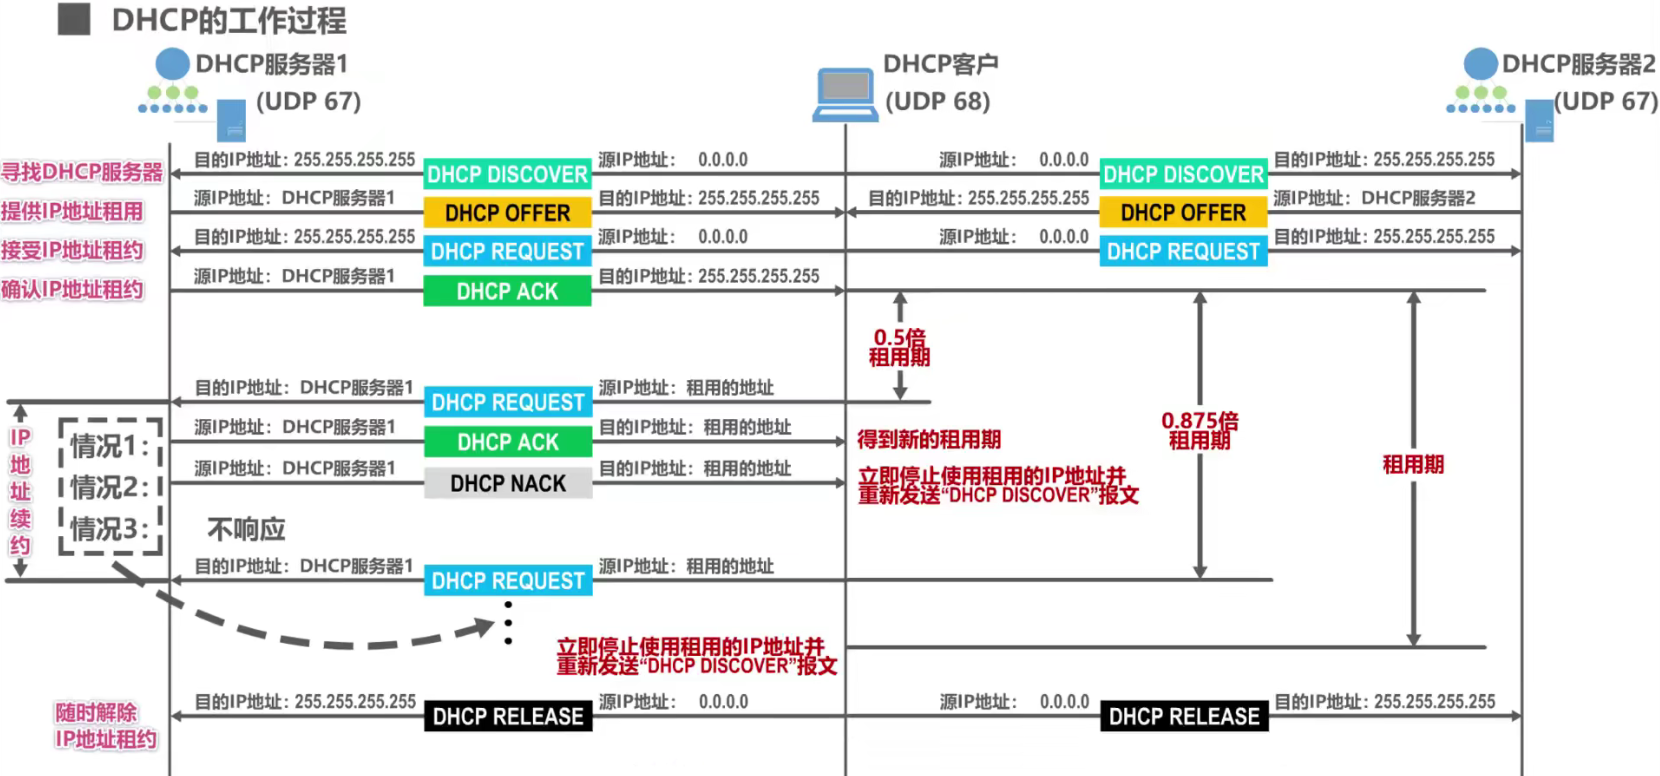 DHCP的工作过程
DHCP服务器1
(UDP 67)
DHCP客户
(UDP 68)
DHCP服务器2
(UDP 67)
寻找DHCP服务器
目的IP地址: 255.255.255.255
DHCP DISCOVER
源IP地址: 0.0.0.0
源IP地址: 0.0.0.0
DHCP DISCOVER
目的IP地址: 255.255.255.255
提供IP地址租用
源IP地址: DHCP服务器1
DHCP OFFER
目的IP地址: 255.255.255.255
目的IP地址: 255.255.255.255
DHCP OFFER
源IP地址: DHCP服务器2
接受IP地址租约
目的IP地址: 255.255.255.255
DHCP REQUEST
源IP地址: 0.0.0.0
源IP地址: 0.0.0.0
DHCP REQUEST
目的IP地址: 255.255.255.255
确认IP地址租约
源IP地址: DHCP服务器1
DHCP ACK
目的IP地址: 255.255.255.255
0.5倍
租用期
0.875倍
租用期
租用期
IP地址续约
目的IP地址: DHCP服务器1
DHCP REQUEST
源IP地址: 租用的地址
情况1:
源IP地址: DHCP服务器1
DHCP ACK
目的IP地址: 租用的地址
得到新的租用期
情况2:
源IP地址: DHCP服务器1
DHCP NACK
目的IP地址: 租用的地址
立即停止使用租用的IP地址并
重新发送“DHCP DISCOVER”报文
情况3:
不响应
目的IP地址: DHCP服务器1
DHCP REQUEST
源IP地址: 租用的地址
立即停止使用租用的IP地址并
重新发送“DHCP DISCOVER”报文
随时解除
IP地址租约
目的IP地址: 255.255.255.255
DHCP RELEASE
源IP地址: 0.0.0.0
源IP地址: 0.0.0.0
DHCP RELEASE
目的IP地址: 255.255.255.255